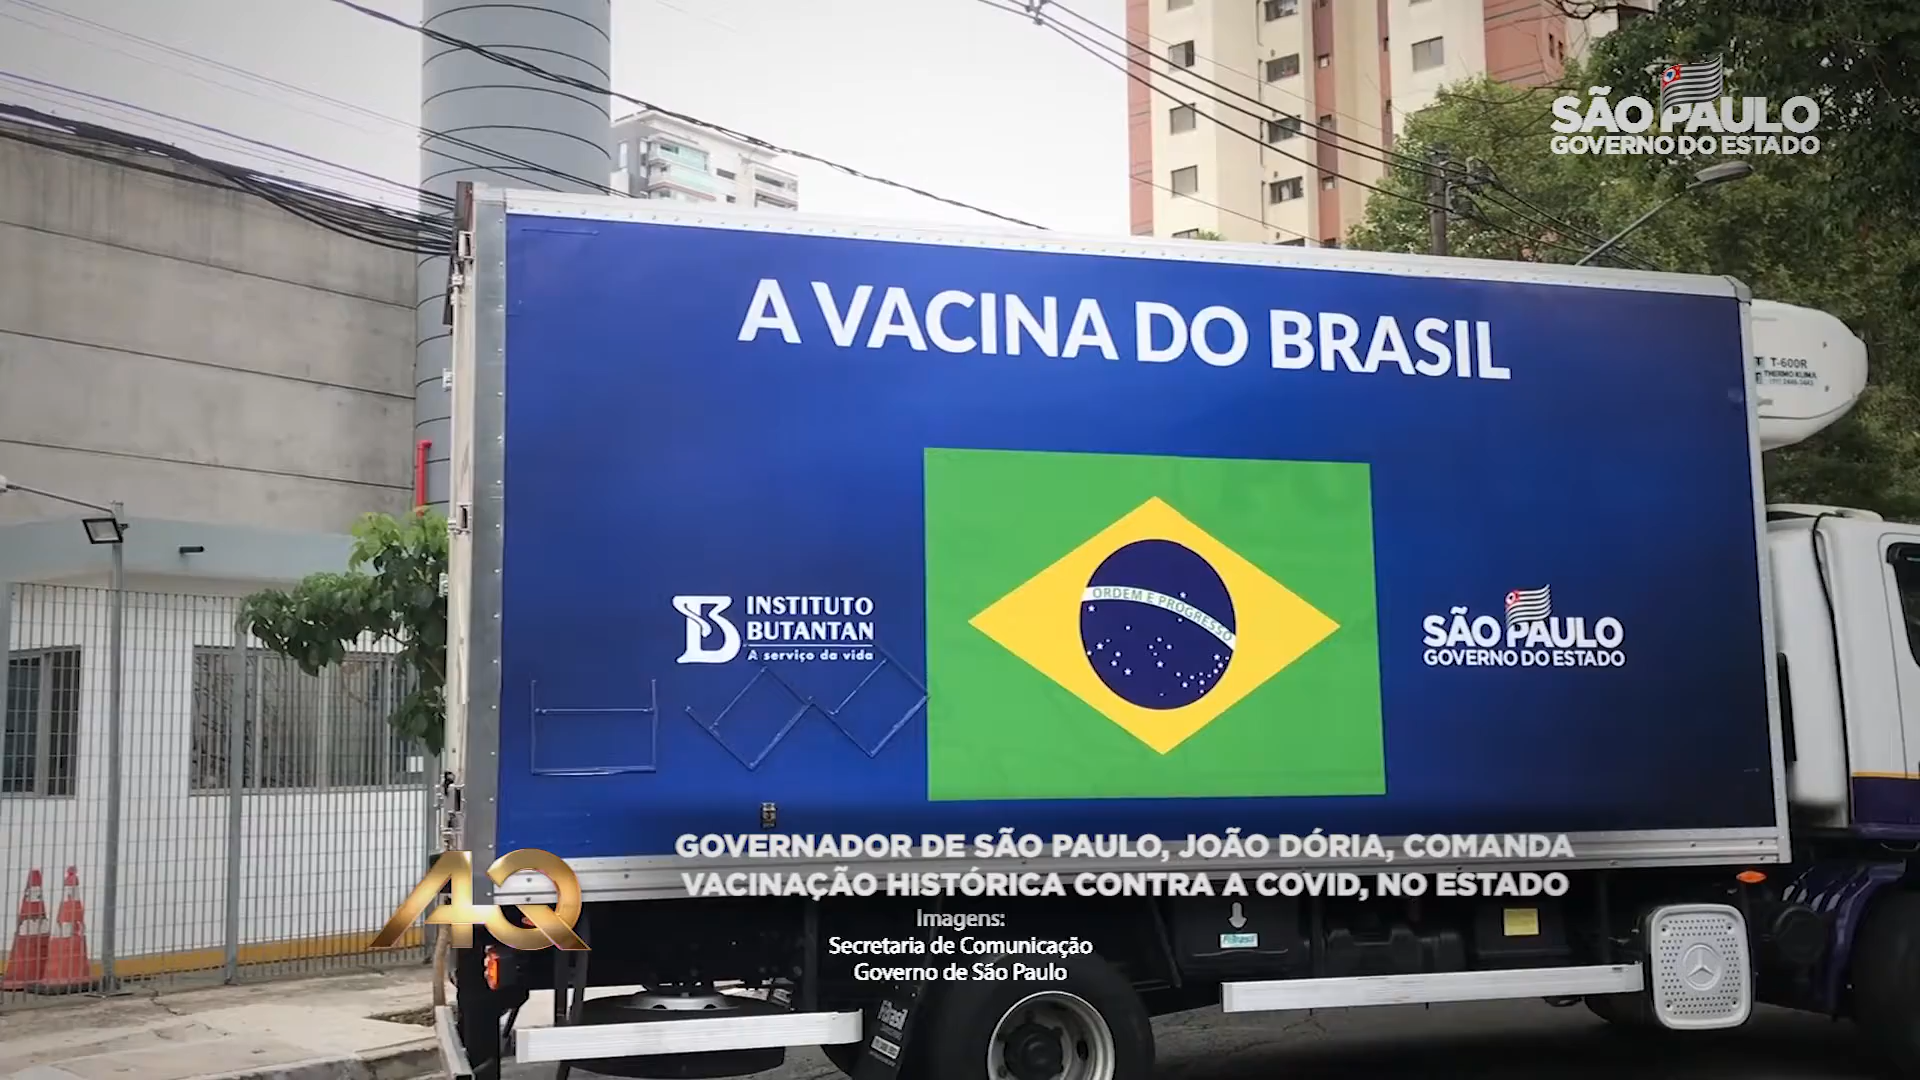 SÃO PAULO
GOVERNO DO ESTADO
A VACINA DO BRASIL
T-600R
THERMO KLIMA
ORDEM E PROGRESSO
INSTITUTO
BUTANTAN
A serviço da vida
SÃO PAULO
GOVERNO DO ESTADO
GOVERNADOR DE SÃO PAULO, JOÃO DÓRIA, COMANDA
VACINAÇÃO HISTÓRICA CONTRA A COVID, NO ESTADO
AQ
Imagens:
Secretaria de Comunicação
Governo de São Paulo